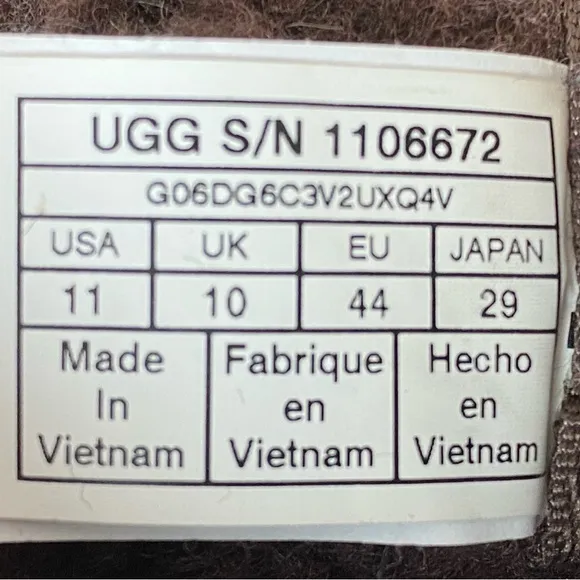 UGG S/N 1106672
G06DG6C3V2UXQ4V
USA UK EU JAPAN
11 10 44 29
Made Fabrique Hecho
In en en
Vietnam Vietnam Vietnam